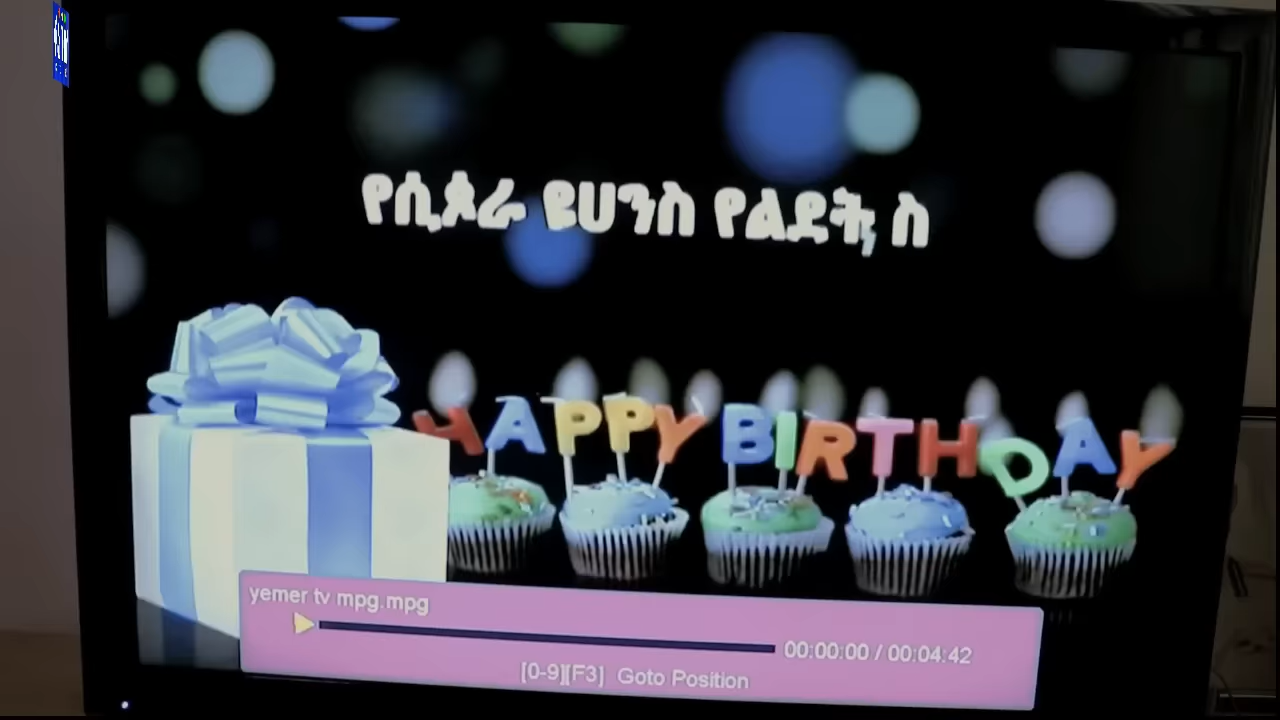 የሲጶራ ዩሀንስ የልደት ስ
HAPPY BIRTHDAY
yemer tv mpg.mpg
00:00:00 / 00:04:42
[0-9][F3] Goto Position